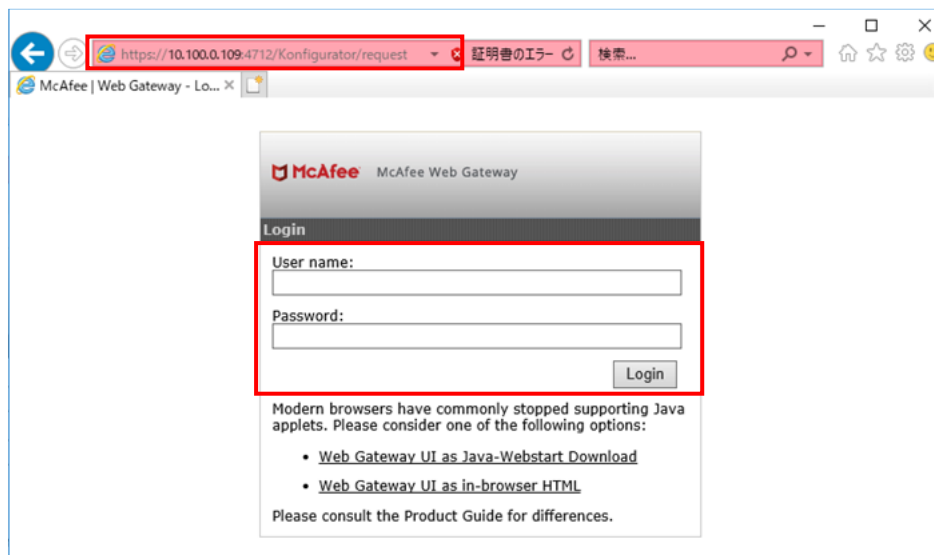 https://10.100.0.109:4712/Konfigurator/request 証明書のエラー 検索...
McAfee | Web Gateway - Lo...
McAfee McAfee Web Gateway
Login
User name:
Password:
Login
Modern browsers have commonly stopped supporting Java
applets. Please consider one of the following options:
• Web Gateway UI as Java-Webstart Download
• Web Gateway UI as in-browser HTML
Please consult the Product Guide for differences.